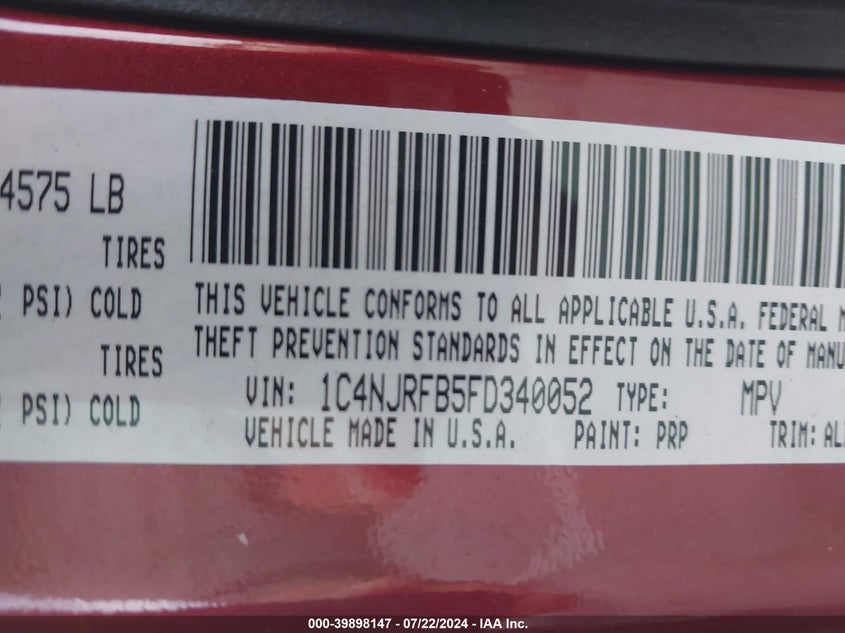 4575 LB
TIRES
PSI) COLD
TIRES
PSI) COLD
THIS VEHICLE CONFORMS TO ALL APPLICABLE U.S.A. FEDERAL
THEFT PREVENTION STANDARDS IN EFFECT ON THE DATE OF MANU
VIN: 1C4NJRFB5FD340052 TYPE: MPV
VEHICLE MADE IN U.S.A. PAINT: PRP TRIM: AL
000-39898147 - 07/22/2024 - IAA Inc.